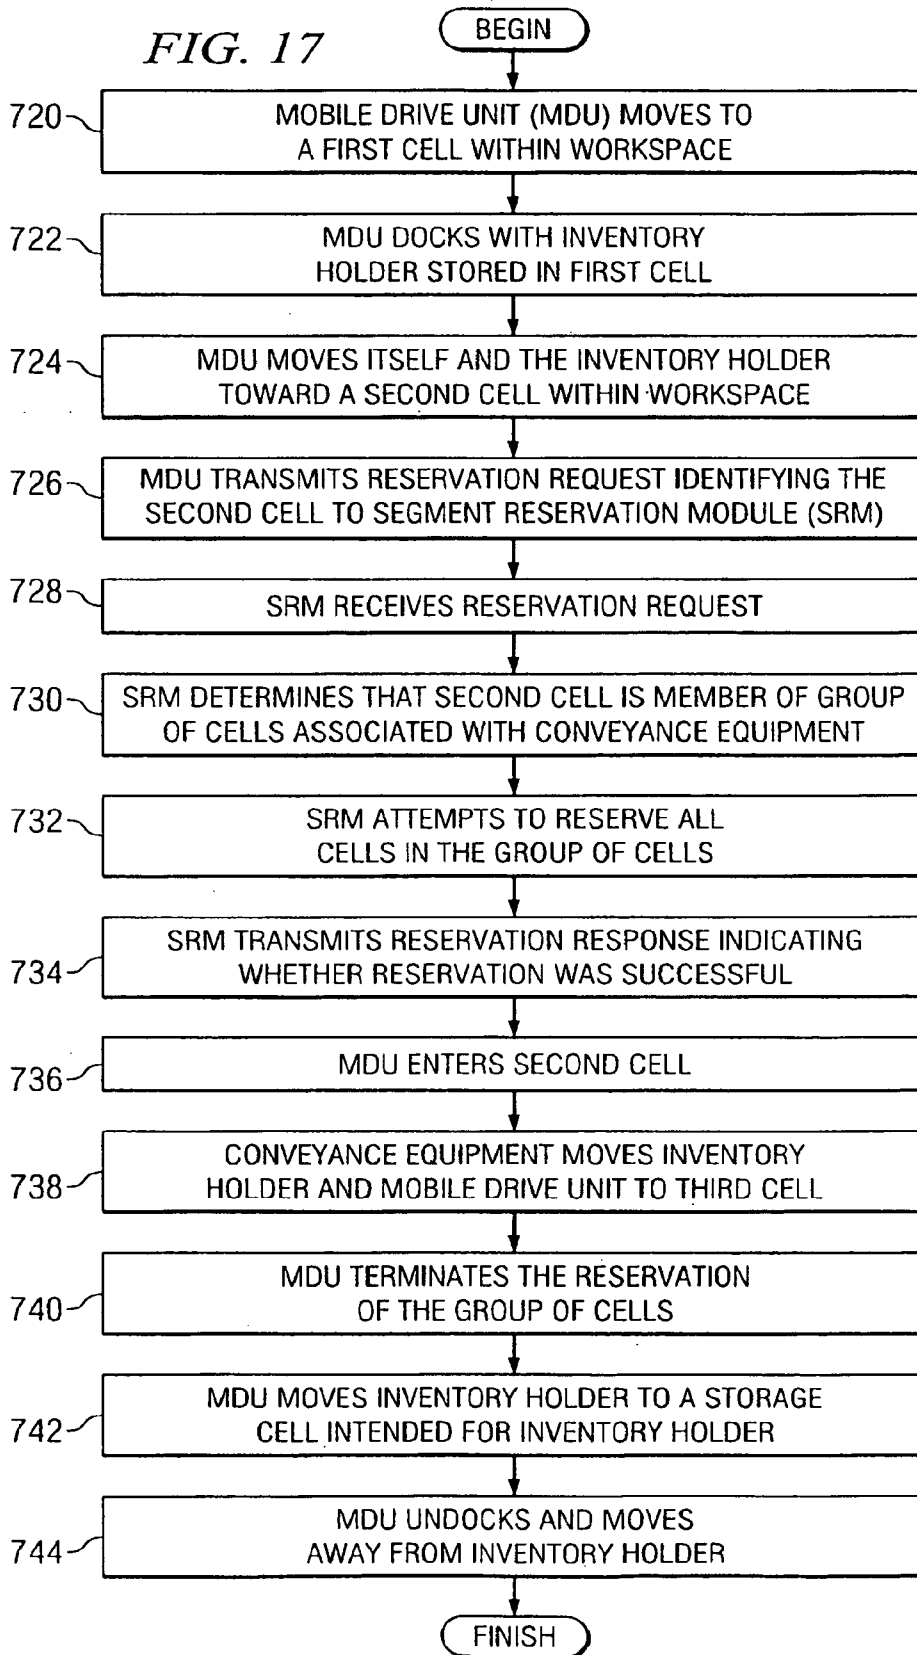 FIG. 17
BEGIN
720
MOBILE DRIVE UNIT (MDU) MOVES TO
A FIRST CELL WITHIN WORKSPACE
722
MDU DOCKS WITH INVENTORY
HOLDER STORED IN FIRST CELL
724
MDU MOVES ITSELF AND THE INVENTORY HOLDER
TOWARD A SECOND CELL WITHIN WORKSPACE
726
MDU TRANSMITS RESERVATION REQUEST IDENTIFYING THE
SECOND CELL TO SEGMENT RESERVATION MODULE (SRM)
728
SRM RECEIVES RESERVATION REQUEST
730
SRM DETERMINES THAT SECOND CELL IS MEMBER OF GROUP
OF CELLS ASSOCIATED WITH CONVEYANCE EQUIPMENT
732
SRM ATTEMPTS TO RESERVE ALL
CELLS IN THE GROUP OF CELLS
734
SRM TRANSMITS RESERVATION RESPONSE INDICATING
WHETHER RESERVATION WAS SUCCESSFUL
736
MDU ENTERS SECOND CELL
738
CONVEYANCE EQUIPMENT MOVES INVENTORY
HOLDER AND MOBILE DRIVE UNIT TO THIRD CELL
740
MDU TERMINATES THE RESERVATION
OF THE GROUP OF CELLS
742
MDU MOVES INVENTORY HOLDER TO A STORAGE
CELL INTENDED FOR INVENTORY HOLDER
744
MDU UNDOCKS AND MOVES
AWAY FROM INVENTORY HOLDER
FINISH